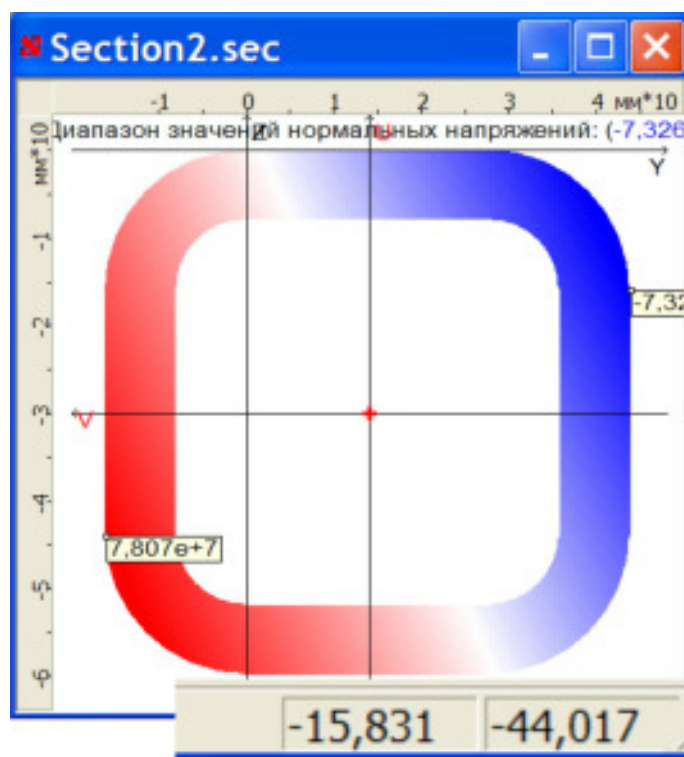 Section2.sec
-1 0 1 2 3 4 мм*10
Диапазон значений нормальных напряжений: (-7,326
Z U
Y
мм*10
-1
-7,32
-2
-3
V
-4
7,807e+7
-5
-6
-15,831 -44,017